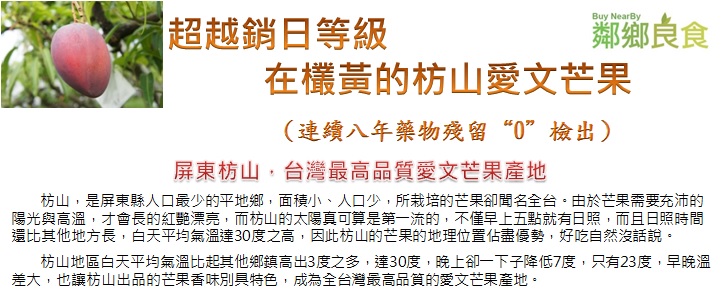 超越銷日等級
Buy NearBy
鄰鄉良食
在欉黃的枋山愛文芒果
（連續八年藥物殘留“0”檢出）
屏東枋山，台灣最高品質愛文芒果產地
枋山，是屏東縣人口最少的平地鄉，面積小、人口少，所栽培的芒果卻聞名全台。由於芒果需要充沛的
陽光與高溫，才會長的紅艷漂亮，而枋山的太陽真可算是第一流的，不僅早上五點就有日照，而且日照時間
還比其他地方長，白天平均氣溫達30度之高，因此枋山的芒果的地理位置佔盡優勢，好吃自然沒話說。
枋山地區白天平均氣溫比起其他鄉鎮高出3度之多，達30度，晚上卻一下子降低7度，只有23度，早晚溫
差大，也讓枋山出品的芒果香味別具特色，成為全台灣最高品質的愛文芒果產地。